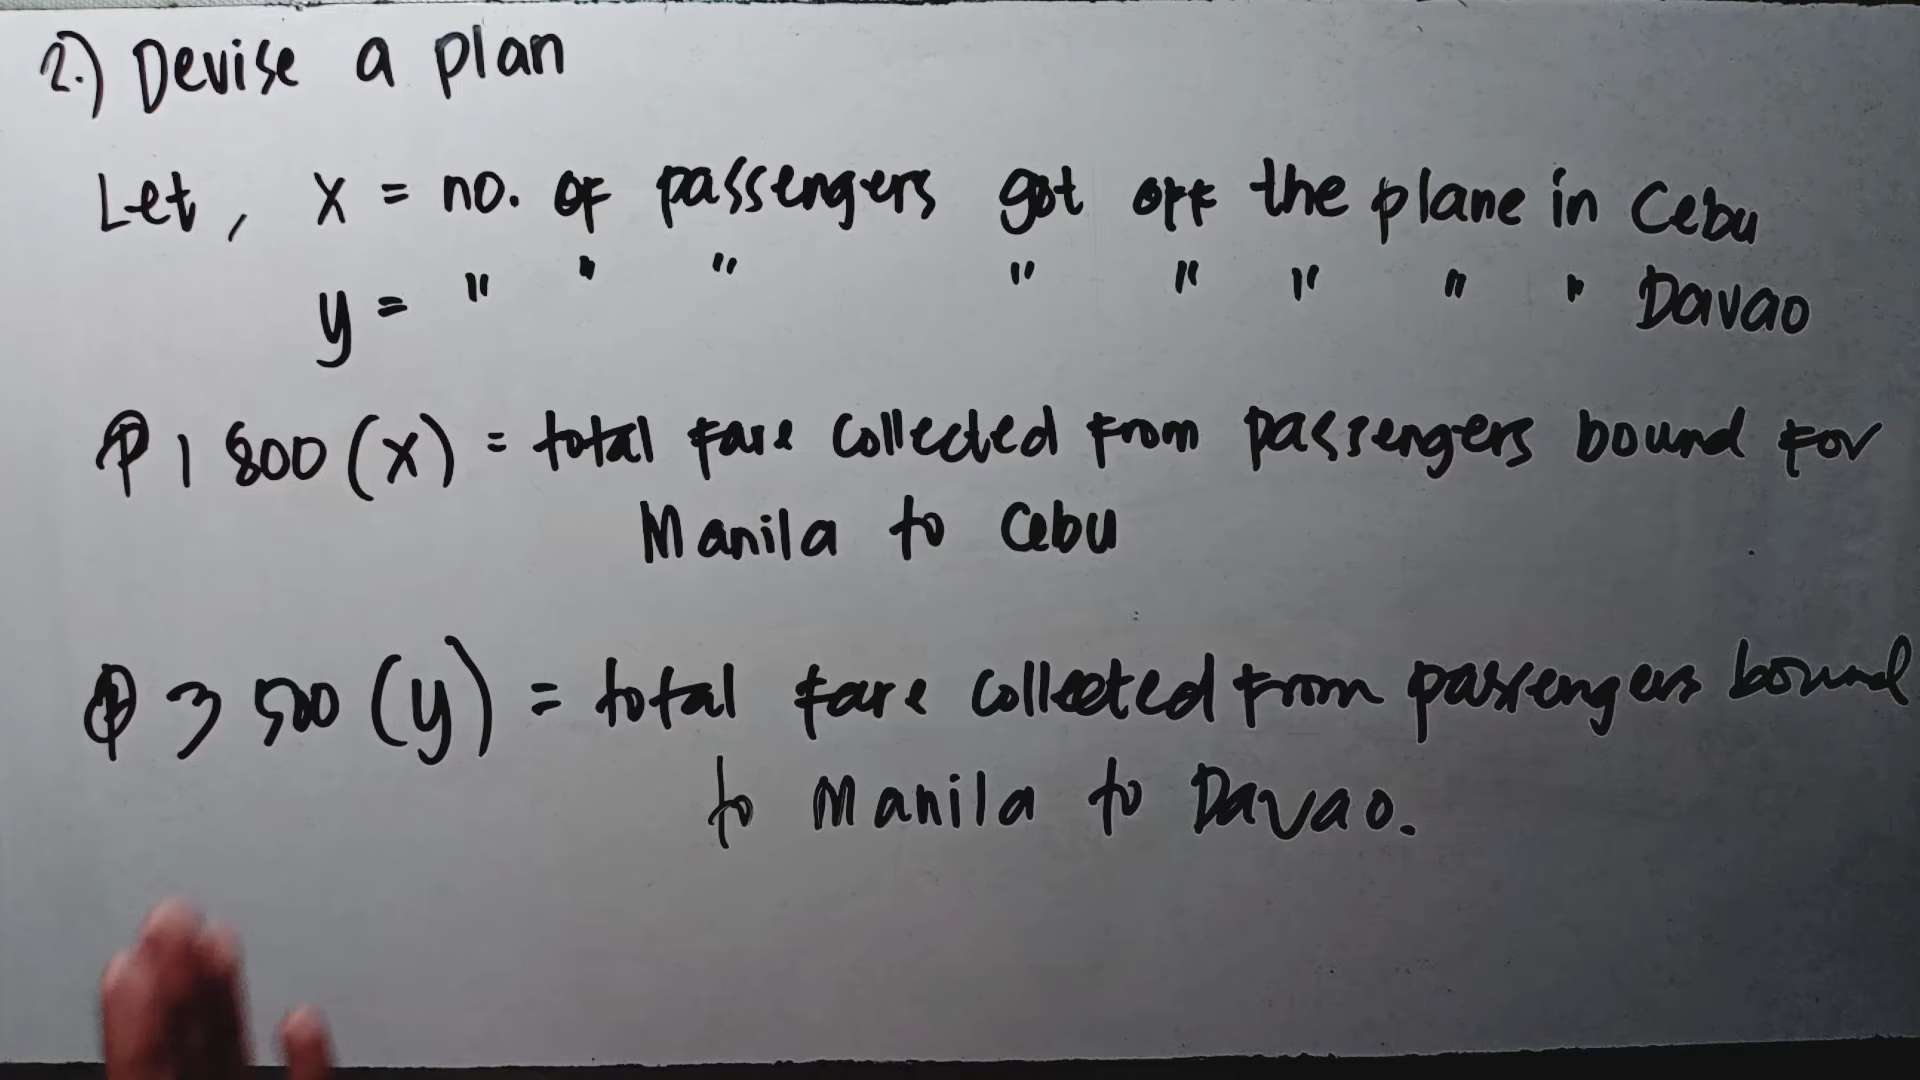 2.) Devise a plan
Let, x = no. of passengers got off the plane in Cebu
y = " " " " " " " " Davao
₱ 1 800 (x) = total fare collected from passengers bound for
Manila to Cebu
₱ 3 500 (y) = total fare collected from passengers bound
to Manila to Davao.